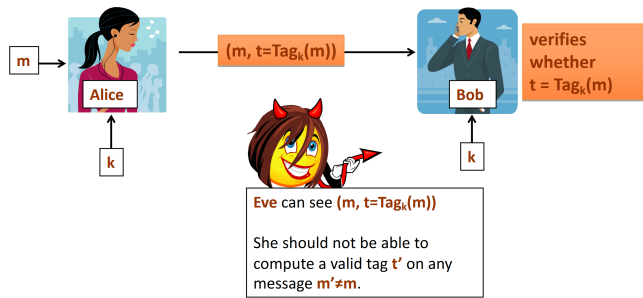 m
Alice
k
(m, t=Tagₖ(m))
Bob
k
verifies
whether
t = Tagₖ(m)
Eve can see (m, t=Tagₖ(m))
She should not be able to
compute a valid tag t’ on any
message m’≠m.